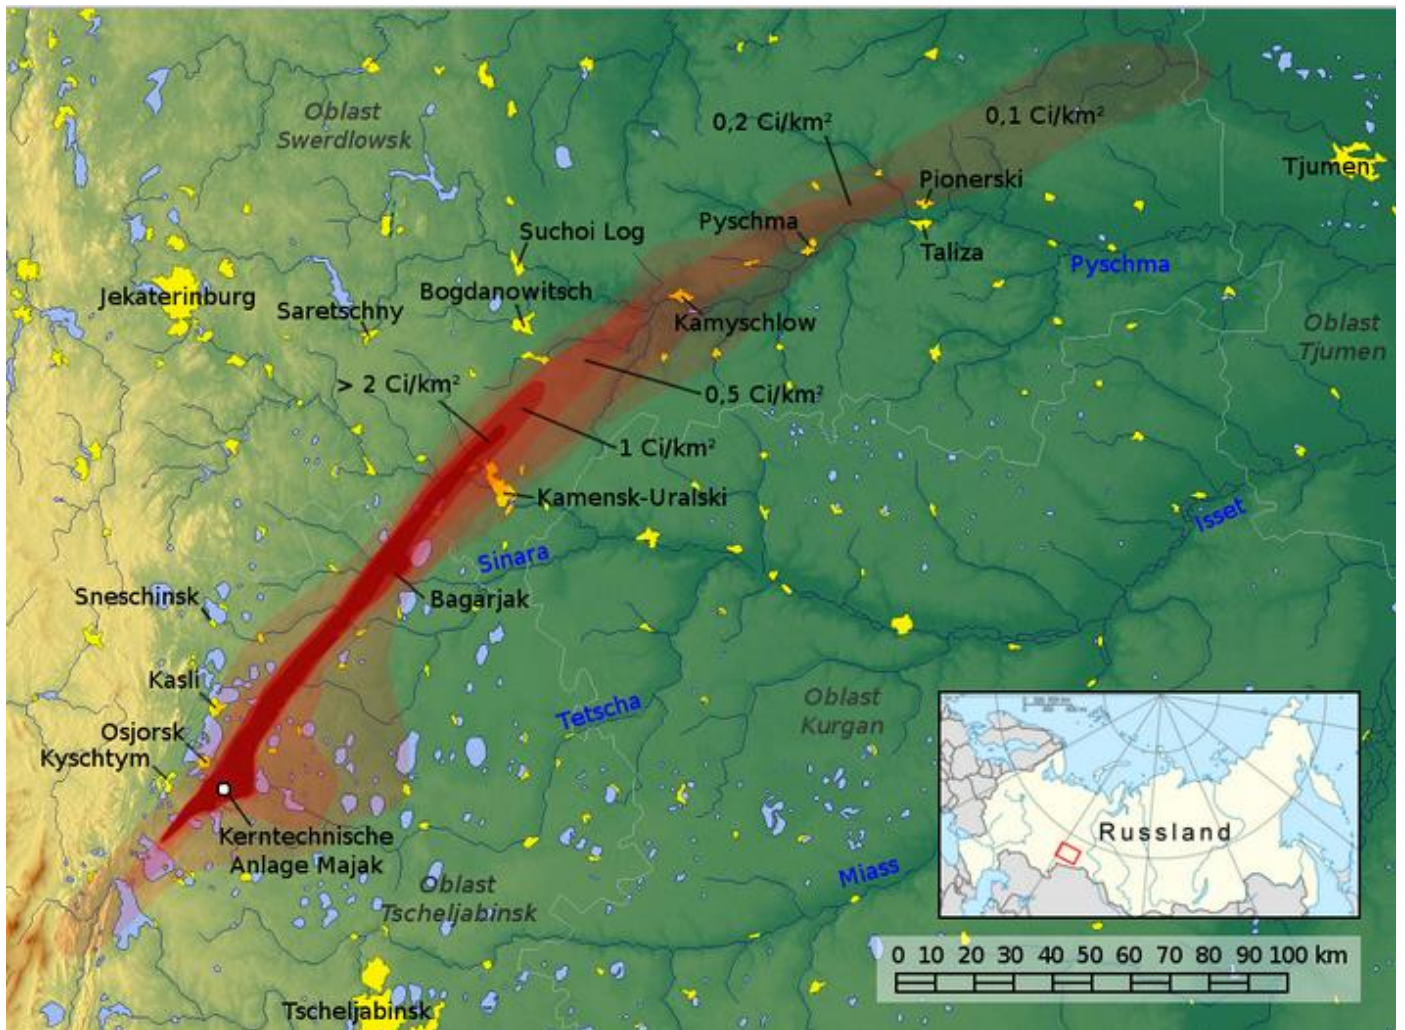 Oblast
Swerdlowsk
0,2 Ci/km²
0,1 Ci/km²
Tjumen
Pionerski
Suchoi Log
Pyschma
Taliza
Pyschma
Jekaterinburg
Bogdanowitsch
Saretschny
Kamyschlow
Oblast
Tjumen
> 2 Ci/km²
0,5 Ci/km²
1 Ci/km²
Kamensk-Uralski
Isset
Sinara
Sneschinsk
Bagarjak
Kasli
Tetscha
Oblast
Kurgan
Osjorsk
Kyschtym
Kerntechnische
Anlage Majak
Russland
Oblast
Tscheljabinsk
Miass
0 10 20 30 40 50 60 70 80 90 100 km
Tscheljabinsk